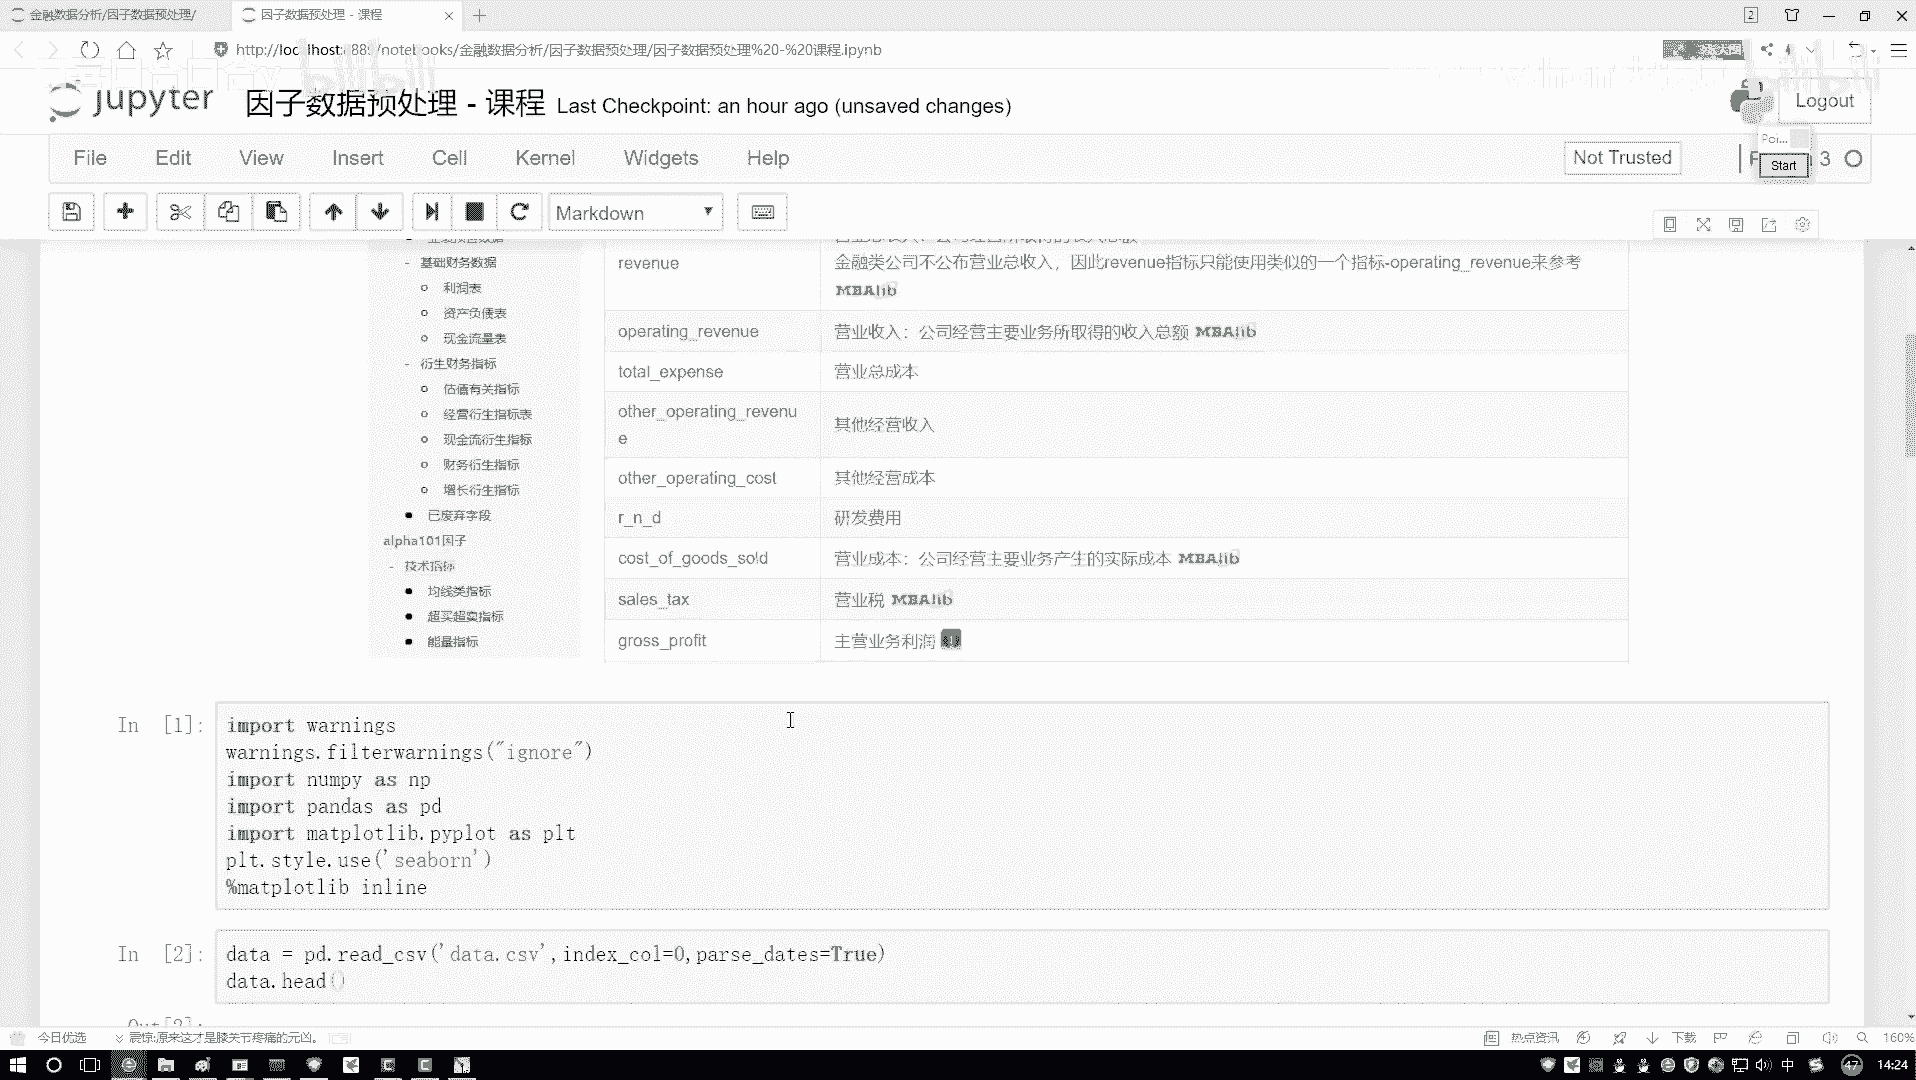 金融数据分析/因子数据预处理/
因子数据预处理 - 课程
2
http://localhost:889/notebooks/金融数据分析/因子数据预处理/因子数据预处理%20-%20课程.ipynb
jupyter
因子数据预处理 - 课程
Last Checkpoint: an hour ago (unsaved changes)
Logout
File Edit View Insert Cell Kernel Widgets Help
Not Trusted
3
Start
Markdown
基础财务数据
利润表
资产负债表
现金流量表
衍生财务指标
估值有关指标
经营衍生指标表
现金流衍生指标
财务衍生指标
增长衍生指标
已废弃字段
alpha101因子
技术指标
均线类指标
超买超卖指标
能量指标
revenue
金融类公司不公布营业总收入，因此revenue指标只能使用类似的一个指标-operating_revenue来参考
MBAlib
operating_revenue 营业收入：公司经营主要业务所取得的收入总额 MBAlib
total_expense 营业总成本
other_operating_revenu
e
其他经营收入
other_operating_cost 其他经营成本
r_n_d 研发费用
cost_of_goods_sold 营业成本：公司经营主要业务产生的实际成本 MBAlib
sales_tax 营业税 MBAlib
gross_profit 主营业务利润
In [1]: import warnings
warnings.filterwarnings("ignore")
import numpy as np
import pandas as pd
import matplotlib.pyplot as plt
plt.style.use('seaborn')
%matplotlib inline
In [2]: data = pd.read_csv('data.csv',index_col=0,parse_dates=True)
data.head()
Out[2]:
今日优选
震惊:原来这才是膝关节疼痛的元凶。
热点资讯
下载
160%
中
47
14:24